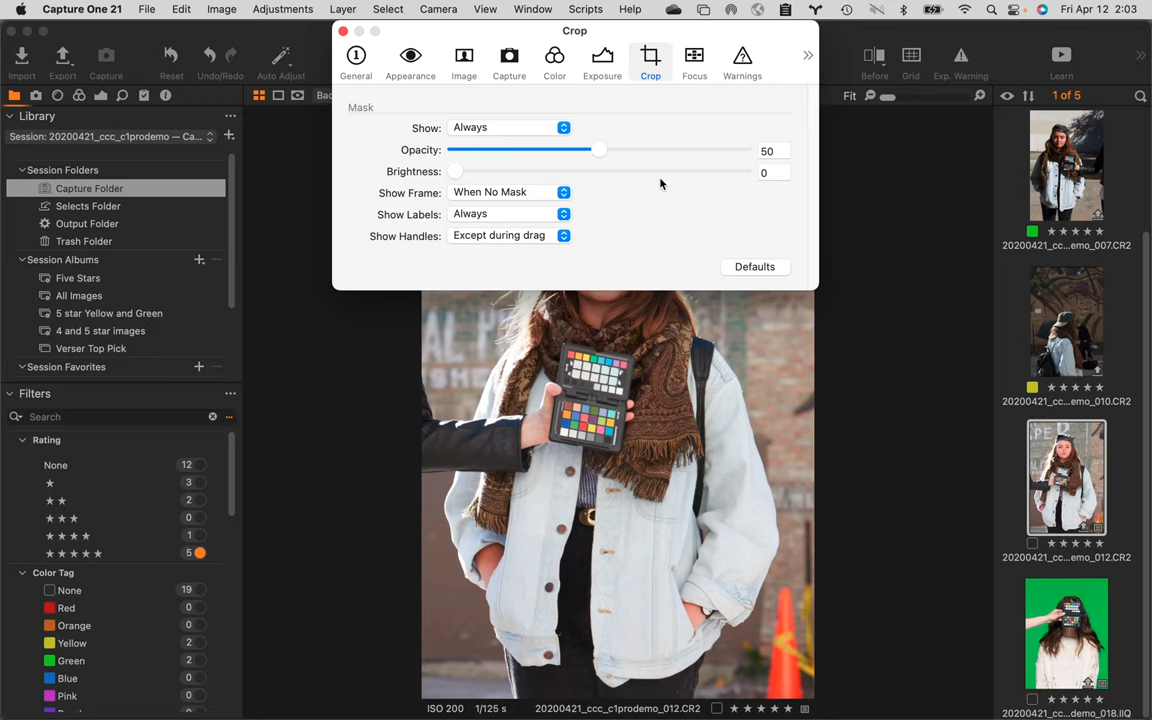 Capture One 21 File Edit Image Adjustments Layer Select Camera View Window Scripts Help Fri Apr 12 2:03
Crop
Import Export Capture Reset Undo/Redo Auto Adjust
General Appearance Image Capture Color Exposure Crop Focus Warnings
Before Grid Exp. Warning Learn
Library
Session: 20200421_ccc_c1prodemo — Ca...
Session Folders
Capture Folder
Selects Folder
Output Folder
Trash Folder
Session Albums
Five Stars
All Images
5 star Yellow and Green
4 and 5 star images
Verser Top Pick
Session Favorites
Filters
Search
Rating
None 12
3
2
0
1
5
Color Tag
None 19
Red 0
Orange 0
Yellow 2
Green 2
Blue 0
Pink 0
Mask
Show: Always
Opacity: 50
Brightness: 0
Show Frame: When No Mask
Show Labels: Always
Show Handles: Except during drag
Defaults
Fit
1 of 5
20200421_cc...emo_007.CR2
20200421_cc...emo_010.CR2
20200421_cc...emo_012.CR2
20200421_cc...demo_018.IIQ
ISO 200 1/125 s 20200421_ccc_c1prodemo_012.CR2